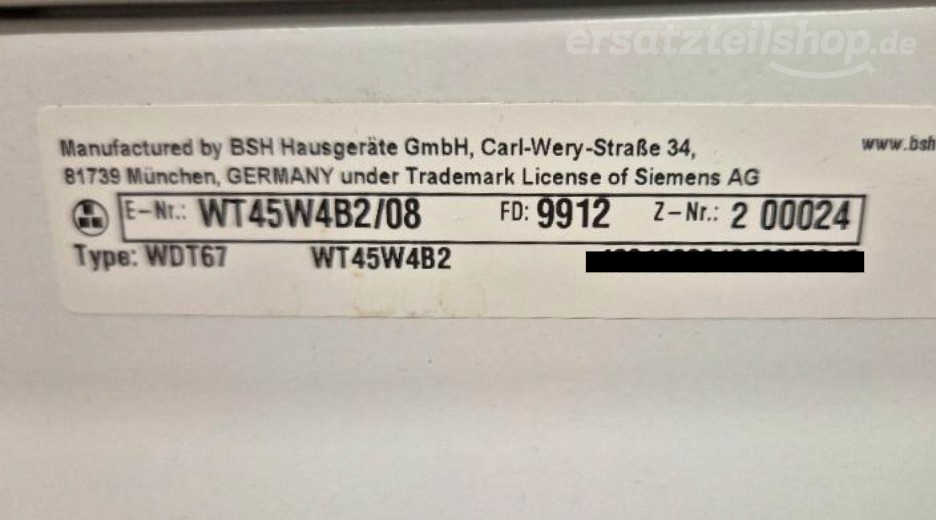 ersatzteilshop.de
Manufactured by BSH Hausgeräte GmbH, Carl-Wery-Straße 34,
www.bsh
81739 München, GERMANY under Trademark License of Siemens AG
E-Nr.: WT45W4B2/08 FD: 9912 Z-Nr.: 2 00024
Type: WDT67 WT45W4B2